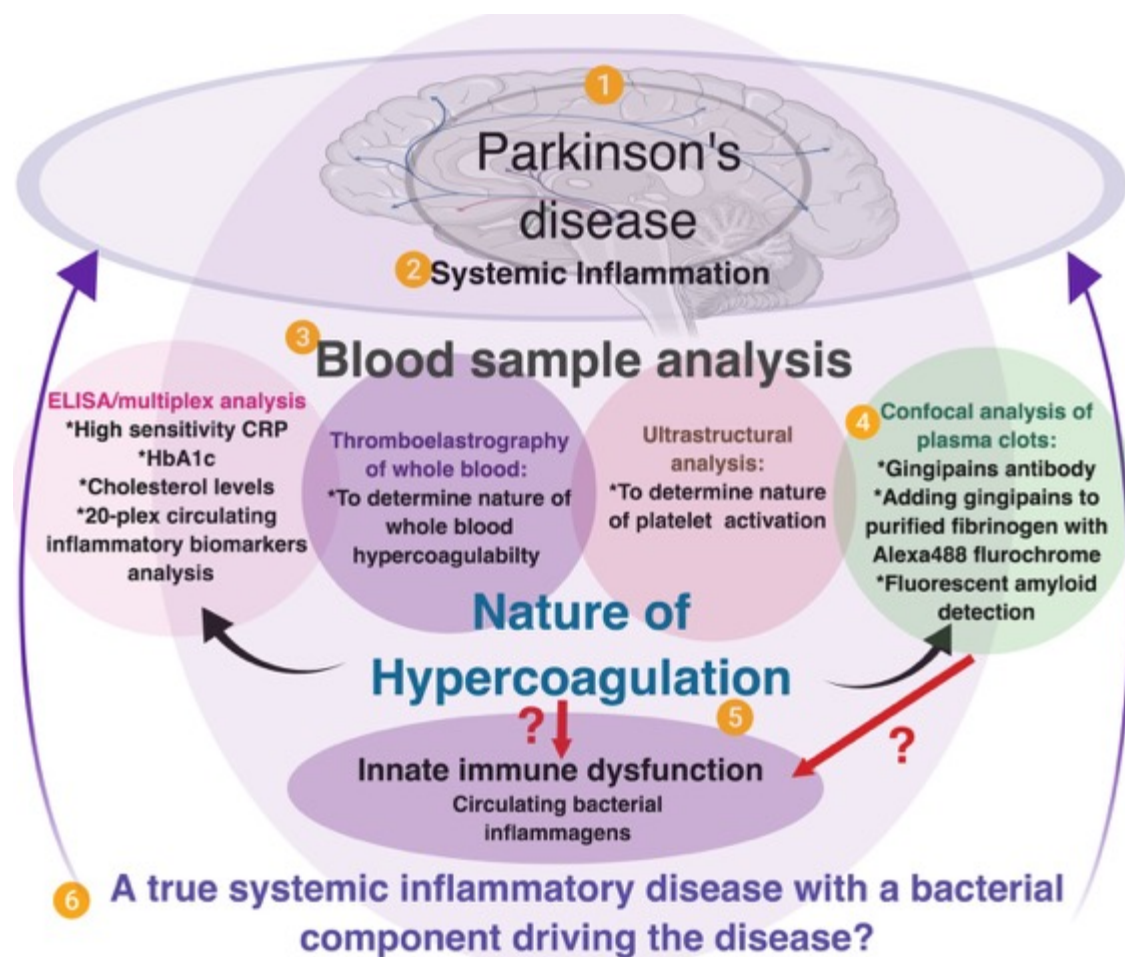 1
Parkinson's
disease
2 Systemic Inflammation
3 Blood sample analysis
ELISA/multiplex analysis
*High sensitivity CRP
*HbA1c
*Cholesterol levels
*20-plex circulating
inflammatory biomarkers
analysis
Thromboelastrography
of whole blood:
*To determine nature of
whole blood
hypercoagulabilty
Ultrastructural
analysis:
*To determine nature
of platelet activation
4 Confocal analysis of
plasma clots:
*Gingipains antibody
*Adding gingipains to
purified fibrinogen with
Alexa488 flurochrome
*Fluorescent amyloid
detection
Nature of
Hypercoagulation
?
5
?
Innate immune dysfunction
Circulating bacterial
inflammagens
6 A true systemic inflammatory disease with a bacterial
component driving the disease?